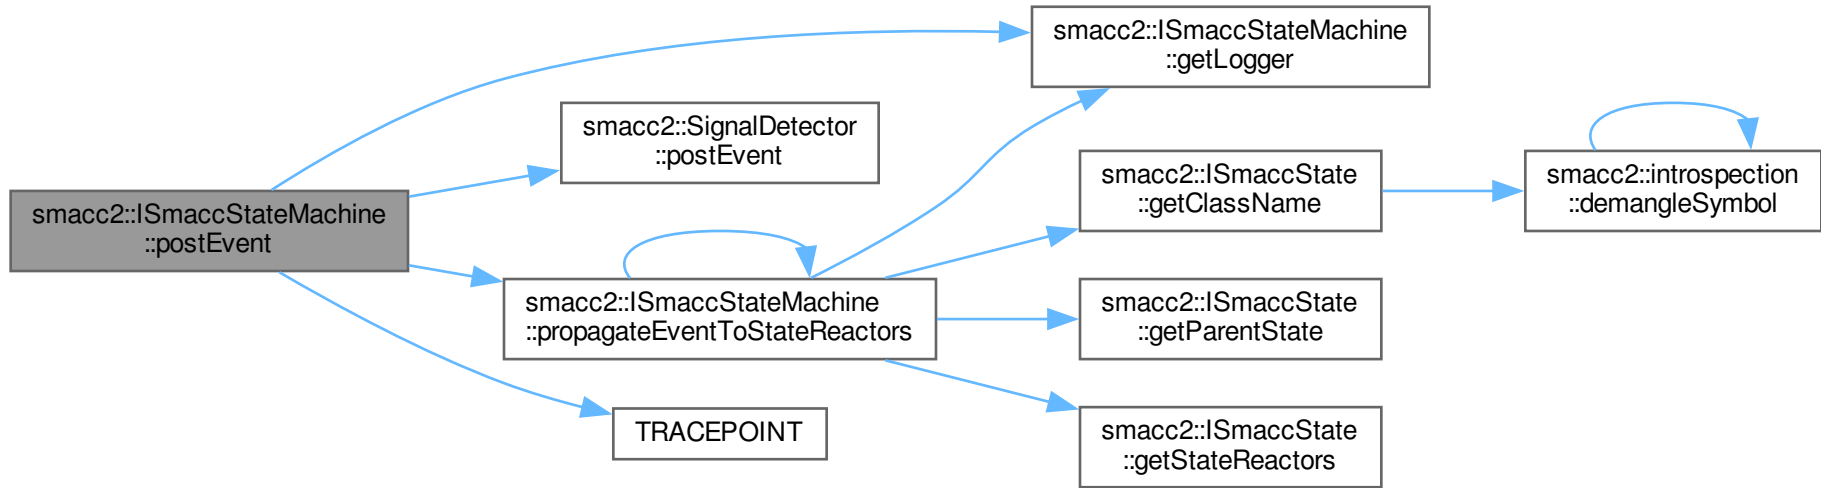 smacc2::ISmaccStateMachine
::postEvent
smacc2::ISmaccStateMachine
::getLogger
smacc2::SignalDetector
::postEvent
smacc2::ISmaccStateMachine
::propagateEventToStateReactors
TRACEPOINT
smacc2::ISmaccState
::getClassName
smacc2::introspection
::demangleSymbol
smacc2::ISmaccState
::getParentState
smacc2::ISmaccState
::getStateReactors